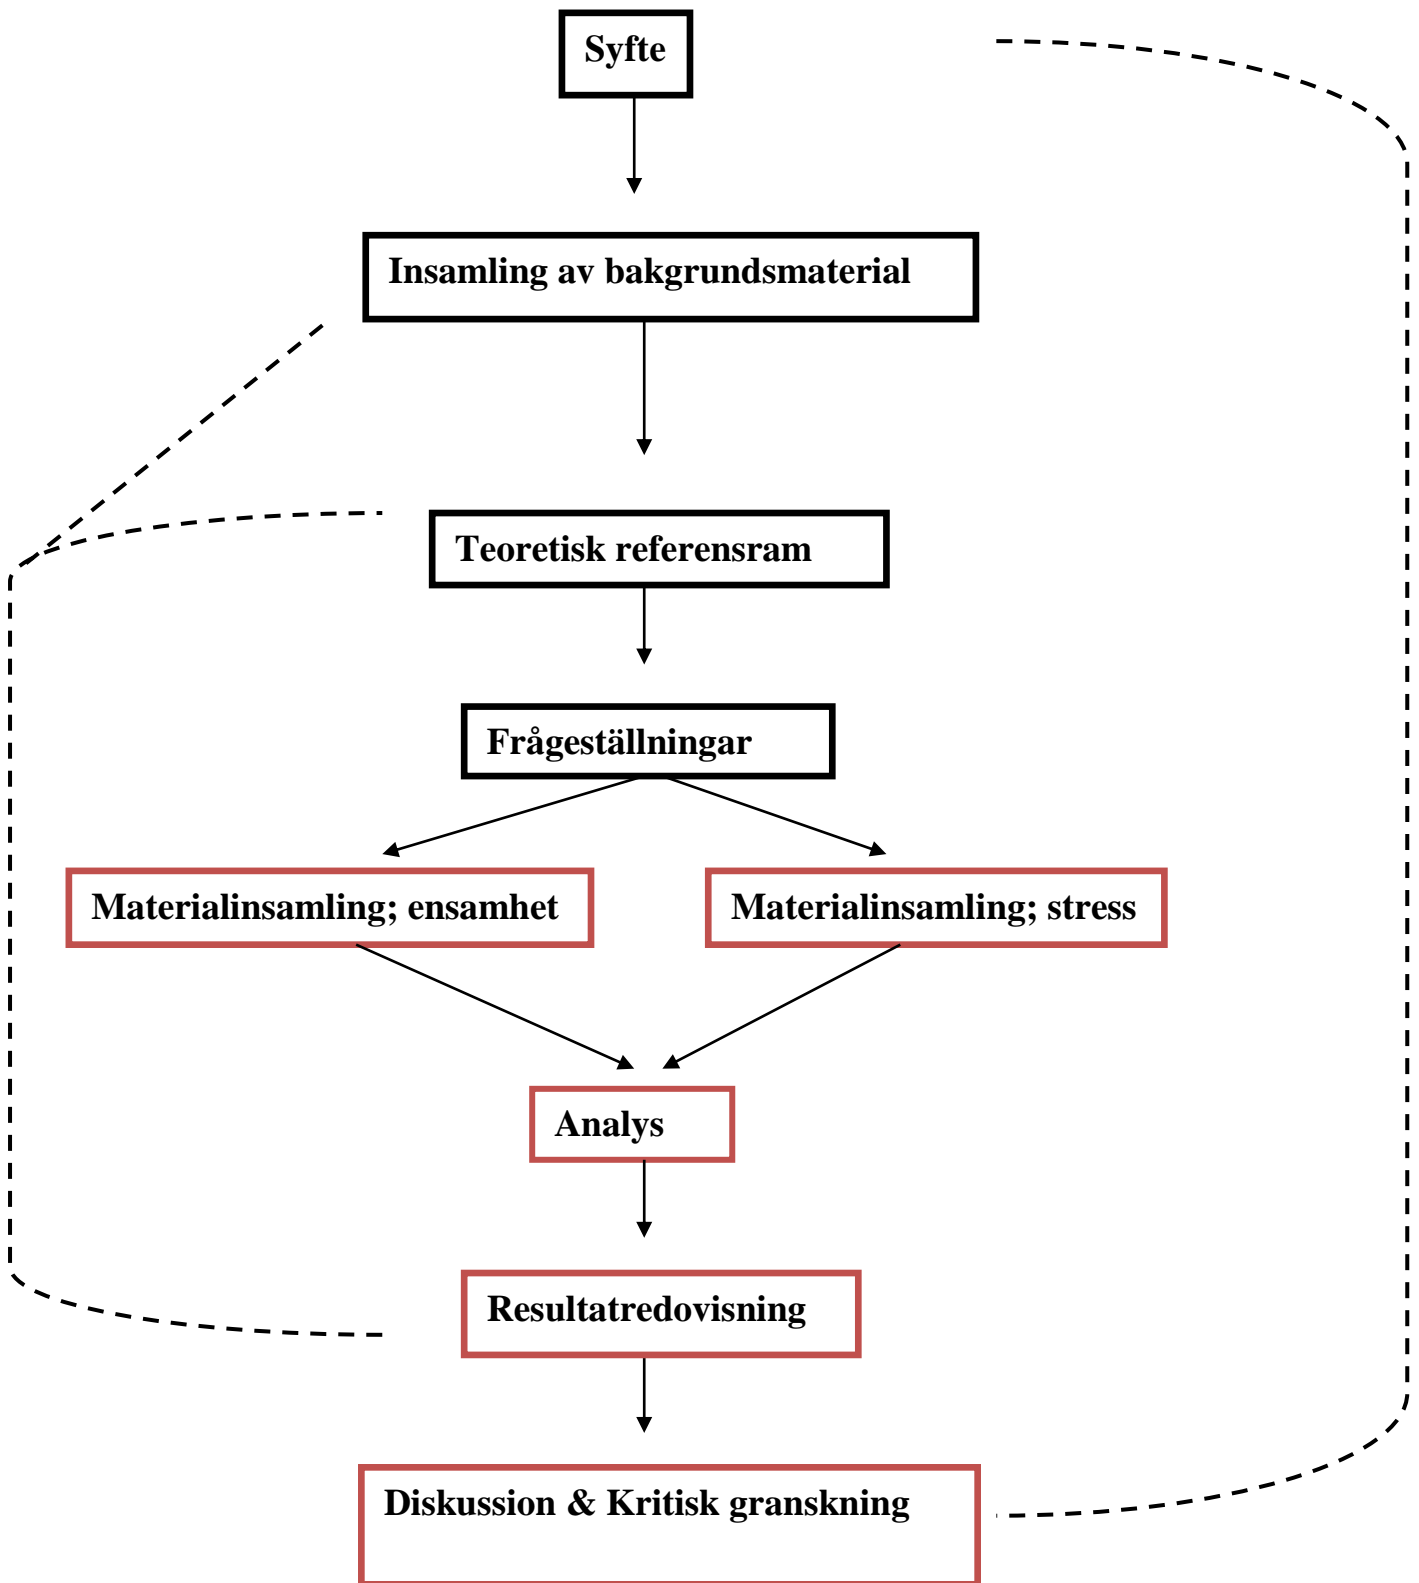 Syfte
Insamling av bakgrundsmaterial
Teoretisk referensram
Frågeställningar
Materialinsamling; ensamhet
Materialinsamling; stress
Analys
Resultatredovisning
Diskussion & Kritisk granskning